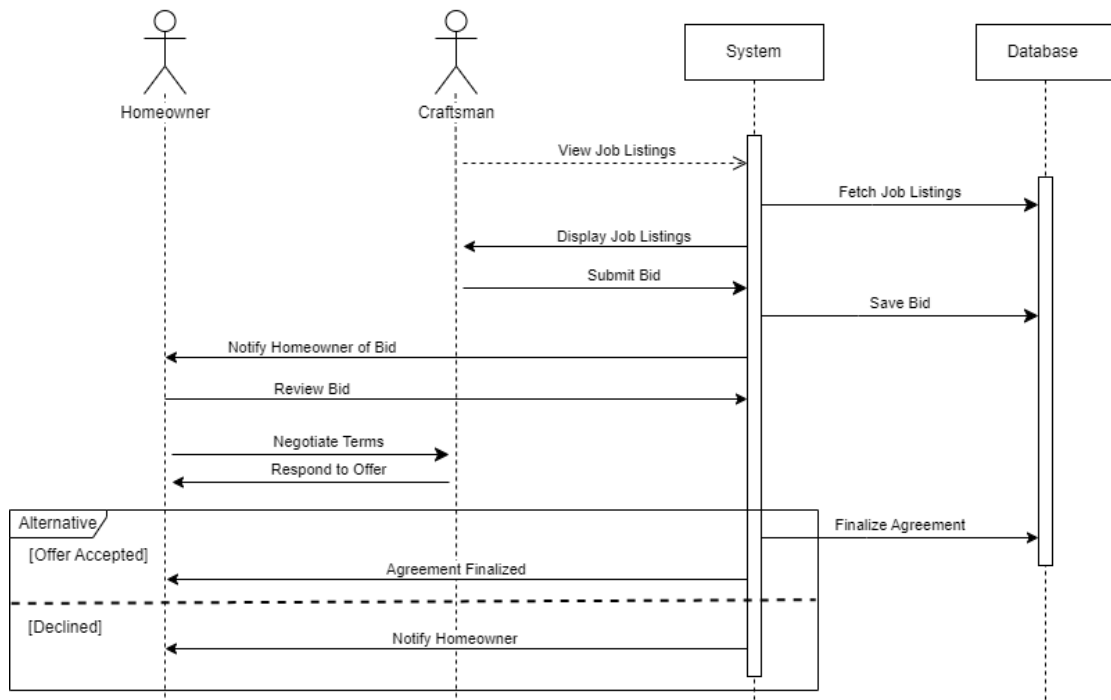 System
Database
Homeowner
Craftsman
View Job Listings
Fetch Job Listings
Display Job Listings
Submit Bid
Save Bid
Notify Homeowner of Bid
Review Bid
Negotiate Terms
Respond to Offer
Alternative
Finalize Agreement
[Offer Accepted]
Agreement Finalized
[Declined]
Notify Homeowner